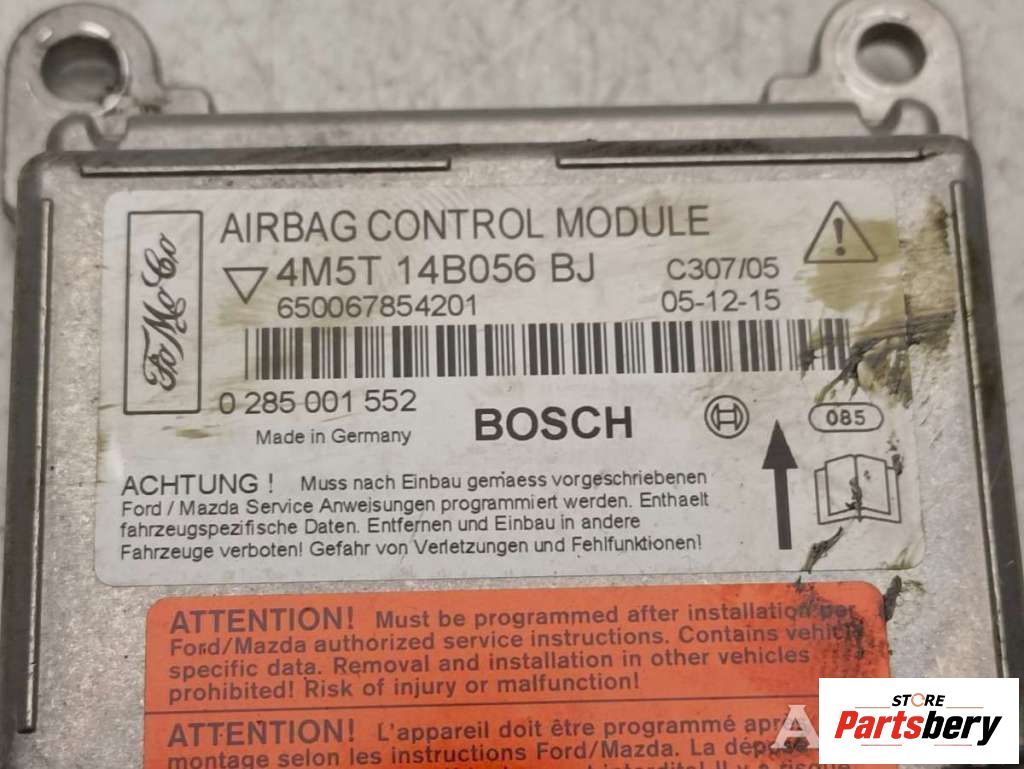 AIRBAG CONTROL MODULE
FoMoCo
4M5T 14B056 BJ
C307/05
650067854201
05-12-15
0 285 001 552
Made in Germany
BOSCH
085
ACHTUNG ! Muss nach Einbau gemaess vorgeschriebenen
Ford / Mazda Service Anweisungen programmiert werden. Enthaelt
fahrzeugspezifische Daten. Entfernen und Einbau in andere
Fahrzeuge verboten! Gefahr von Verletzungen und Fehlfunktionen!
ATTENTION! Must be programmed after installation per
Ford/Mazda authorized service instructions. Contains vehicle
specific data. Removal and installation in other vehicles
prohibited! Risk of injury or malfunction!
ATTENTION! L'appareil doit être programmé après
montage selon les instructions Ford/Mazda. La dépose
A
STORE
Partsbery